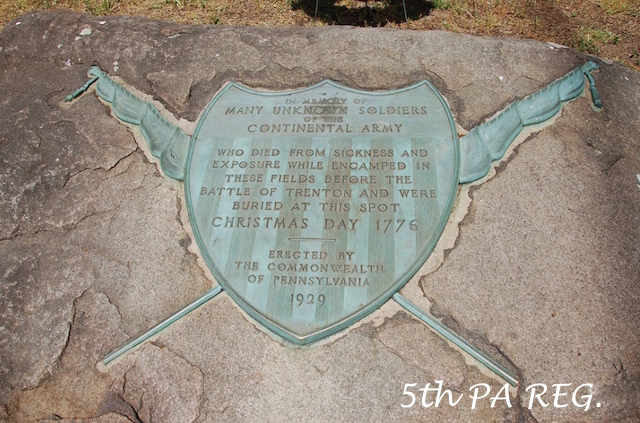 IN MEMORY OF
MANY UNKNOWN SOLDIERS
OF THE
CONTINENTAL ARMY
WHO DIED FROM SICKNESS AND
EXPOSURE WHILE ENCAMPED IN
THESE FIELDS BEFORE THE
BATTLE OF TRENTON AND WERE
BURIED AT THIS SPOT
CHRISTMAS DAY 1776
ERECTED BY
THE COMMONWEALTH
OF PENNSYLVANIA
1929
5th PA REG.